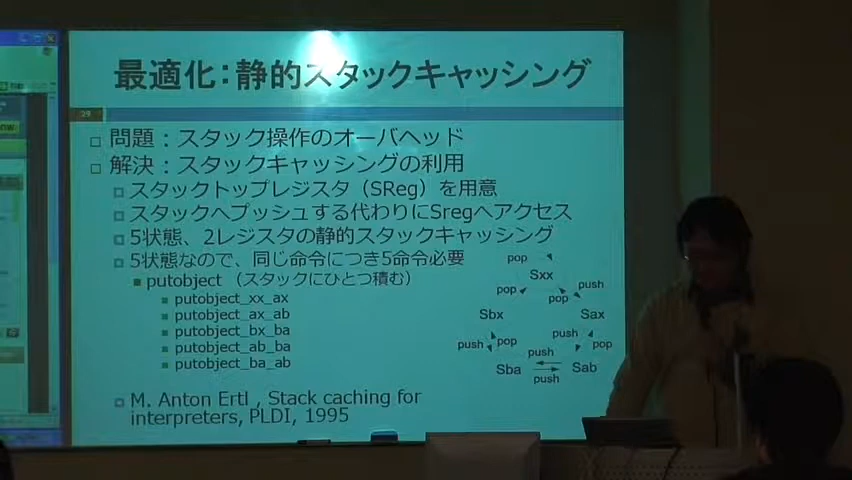 最適化：静的スタックキャッシング
29
問題：スタック操作のオーバヘッド
解決：スタックキャッシングの利用
スタックトップレジスタ（SReg）を用意
スタックへプッシュする代わりにSregへアクセス
5状態、2レジスタの静的スタックキャッシング
5状態なので、同じ命令につき5命令必要
putobject（スタックにひとつ積む）
putobject_xx_ax
putobject_ax_ab
putobject_bx_ba
putobject_ab_ba
putobject_ba_ab
M. Anton Ertl , Stack caching for
interpreters, PLDI, 1995
pop
Sxx
pop
push
pop
Sbx
Sax
push
push
pop
pop
push
Sba
Sab
push